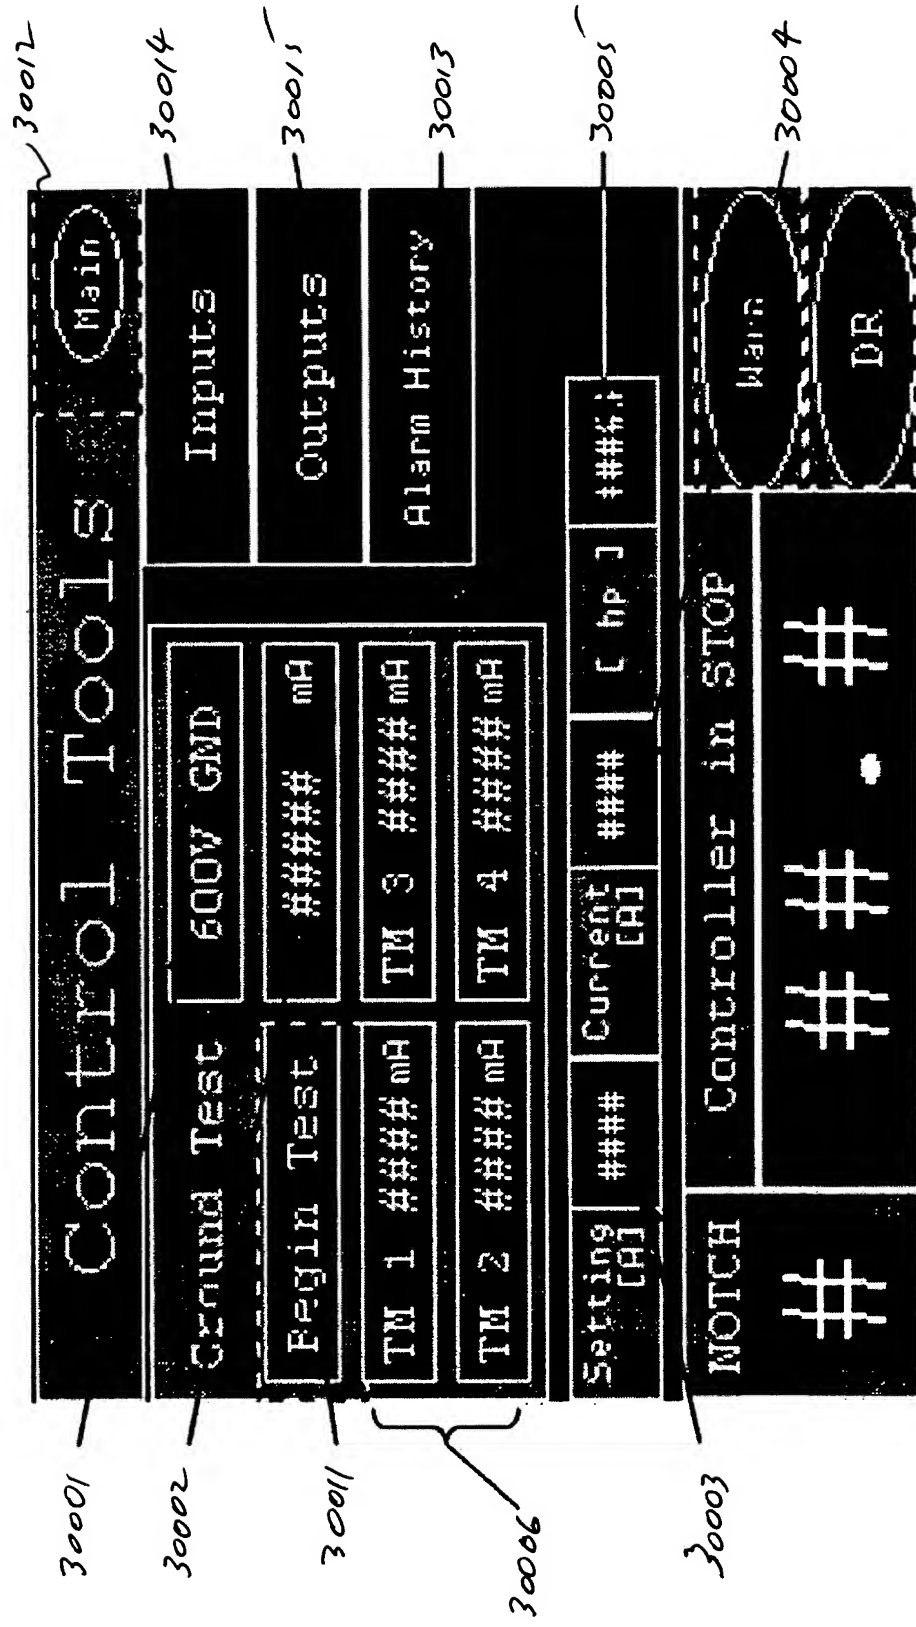 30012
30014
30015
30013
30005
30004
Control Tools
Main
Ground Test
600V GND
Inputs
Begin Test
##### mA
Outputs
TM 1 #### mA
TM 3 #### mA
Alarm History
TM 2 #### mA
TM 4 #### mA
Setting [A]
####
Current [A]
####
[ hp ]
NOTCH
Controller in STOP
Warn
#
## . #
DR
30001
30002
30011
30006
30003